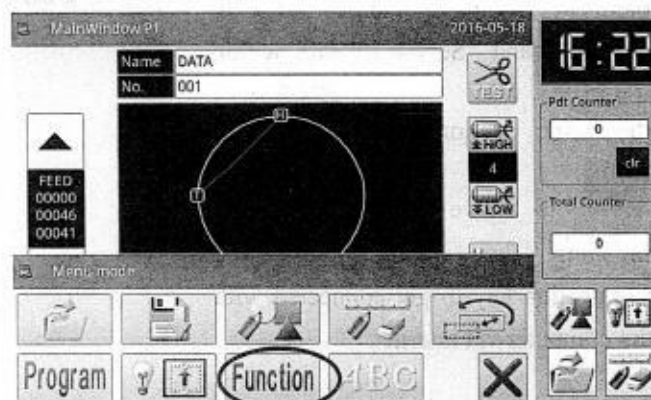 MainWindow P1 2016-05-18
16:22
Name DATA
No. 001
TEST
Pdt Counter
0
clr
HIGH
4
LOW
FEED
00000
00046
00041
Total Counter
0
Menu mode
Program
Function
ABC